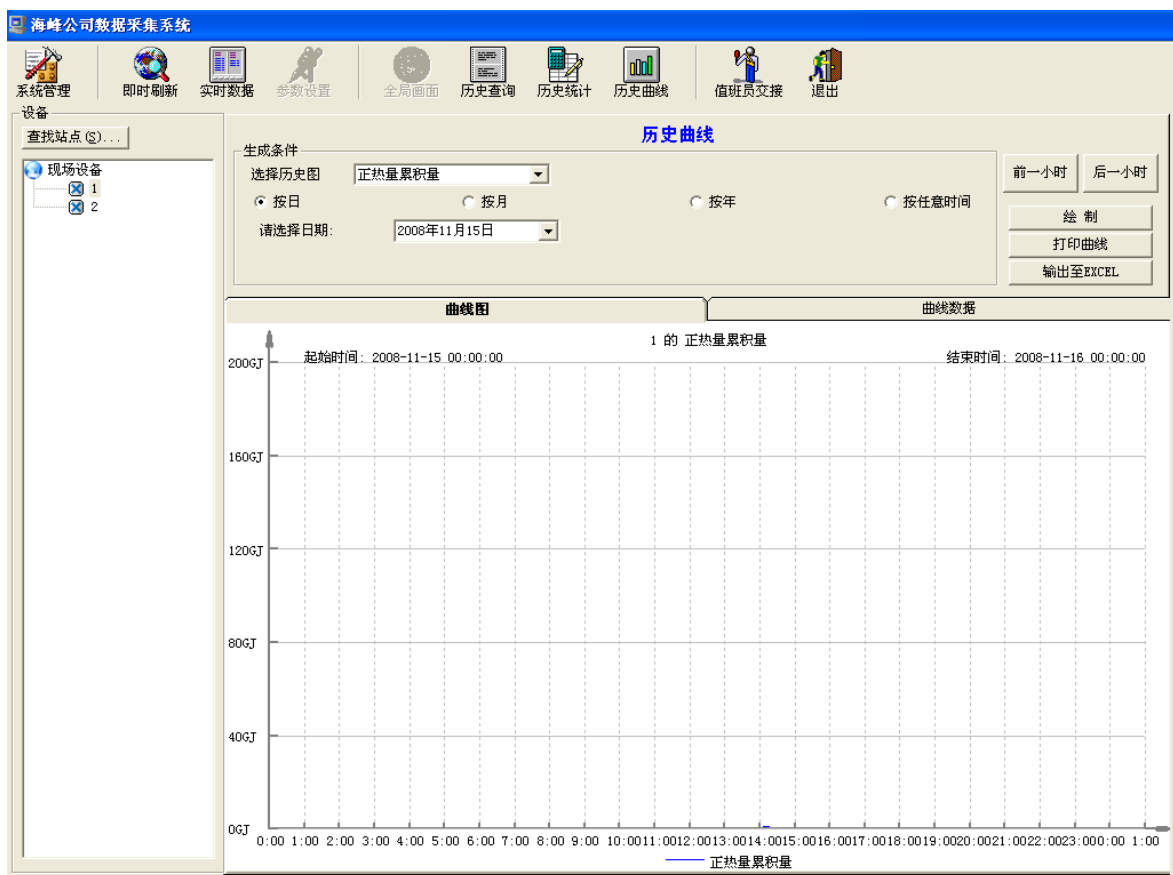 海峰公司数据采集系统
系统管理 即时刷新 实时数据 参数设置 全局画面 历史查询 历史统计 历史曲线 值班员交接 退出
设备
查找站点(S)...
现场设备
1
2
历史曲线
生成条件
选择历史图 正热量累积量
按日 按月 按年 按任意时间
请选择日期: 2008年11月15日
前一小时 后一小时
绘 制
打印曲线
输出至EXCEL
曲线图 曲线数据
1 的 正热量累积量
起始时间: 2008-11-15 00:00:00 结束时间: 2008-11-16 00:00:00
200GJ
160GJ
120GJ
80GJ
40GJ
0GJ
0:00 1:00 2:00 3:00 4:00 5:00 6:00 7:00 8:00 9:00 10:0011:0012:0013:0014:0015:0016:0017:0018:0019:0020:0021:0022:0023:000:00 1:00
正热量累积量